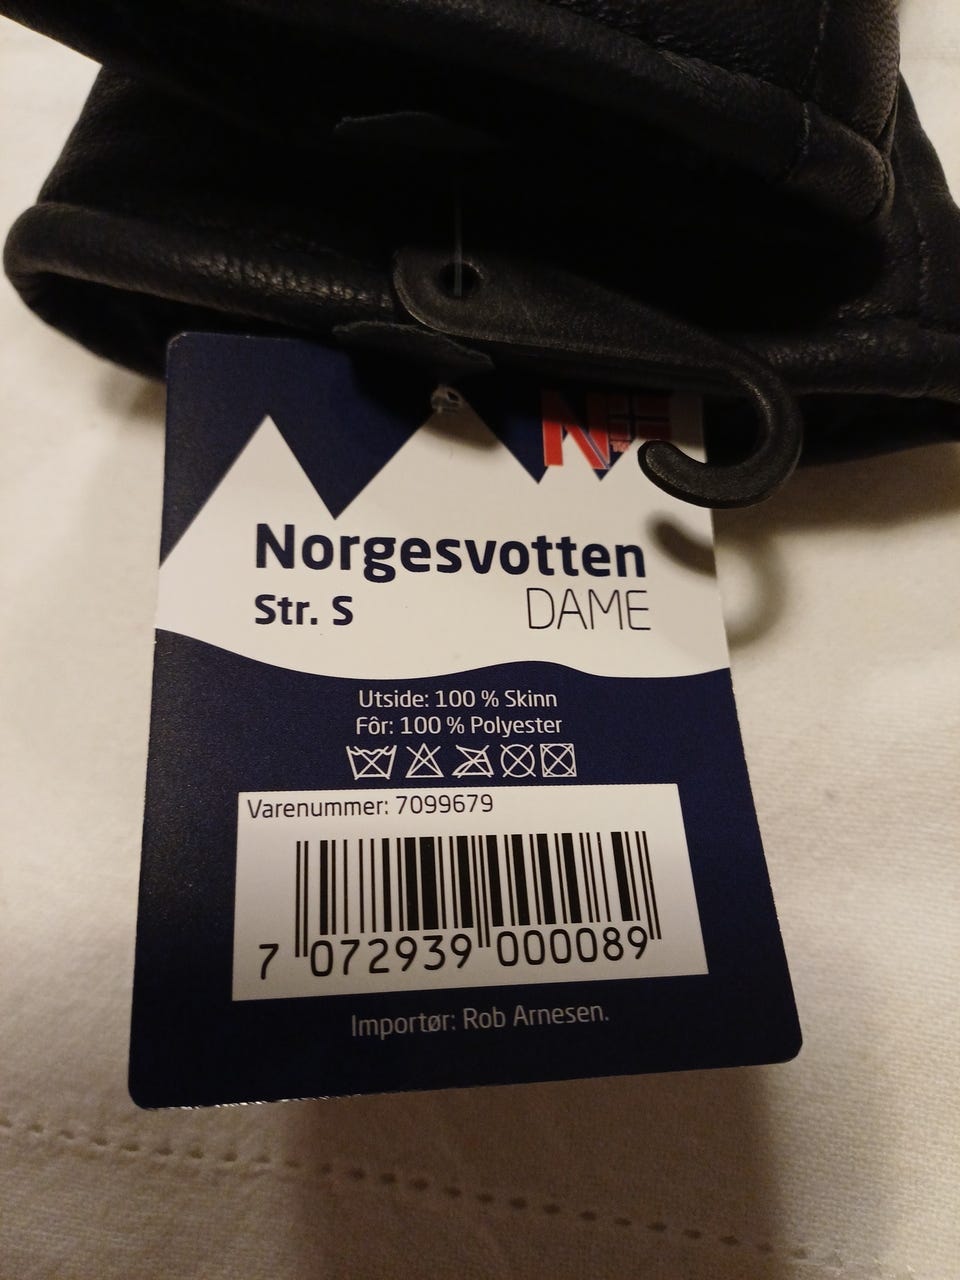 N
Norgesvotten
Str. S DAME
Utside: 100 % Skinn
Fôr: 100 % Polyester
Varenummer: 7099679
7 072939 000089
Importør: Rob Arnesen.